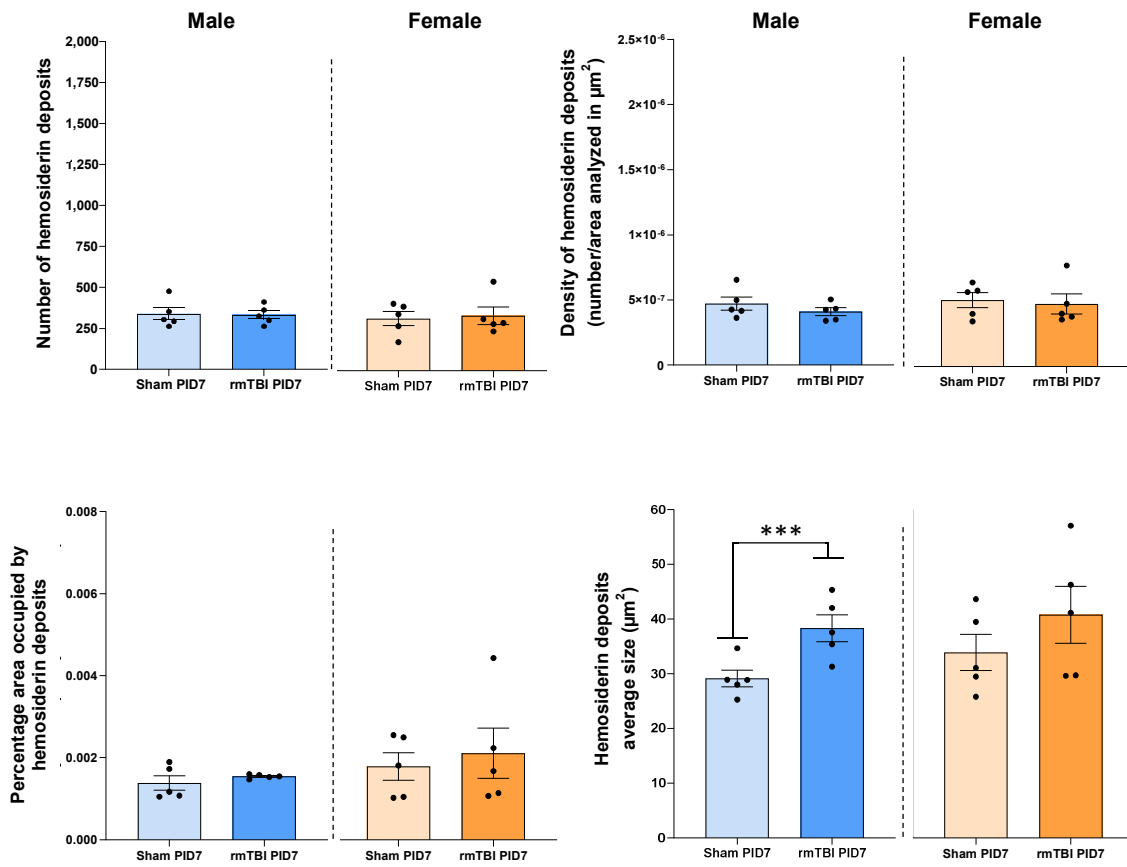 Male
Female
Number of hemosiderin deposits
2,000
1,750
1,500
1,250
1,000
750
500
250
0
Sham PID7
rmTBI PID7
Sham PID7
rmTBI PID7
Male
Female
Density of hemosiderin deposits
(number/area analyzed in µm²)
2.5×10⁻⁶
2×10⁻⁶
2×10⁻⁶
1×10⁻⁶
5×10⁻⁷
0
Sham PID7
rmTBI PID7
Sham PID7
rmTBI PID7
Percentage area occupied by
hemosiderin deposits
0.008
0.006
0.004
0.002
0.000
Sham PID7
rmTBI PID7
Sham PID7
rmTBI PID7
Hemosiderin deposits
average size (µm²)
60
50
40
30
20
10
0
***
Sham PID7
rmTBI PID7
Sham PID7
rmTBI PID7